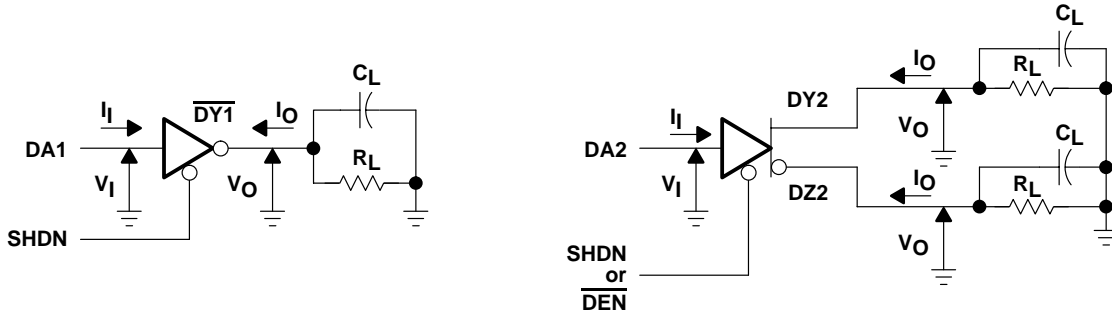 DA1
II
VI
DY1
IO
VO
CL
RL
SHDN
DA2
II
VI
DY2
DZ2
IO
VO
CL
RL
IO
VO
CL
RL
SHDN
or
DEN